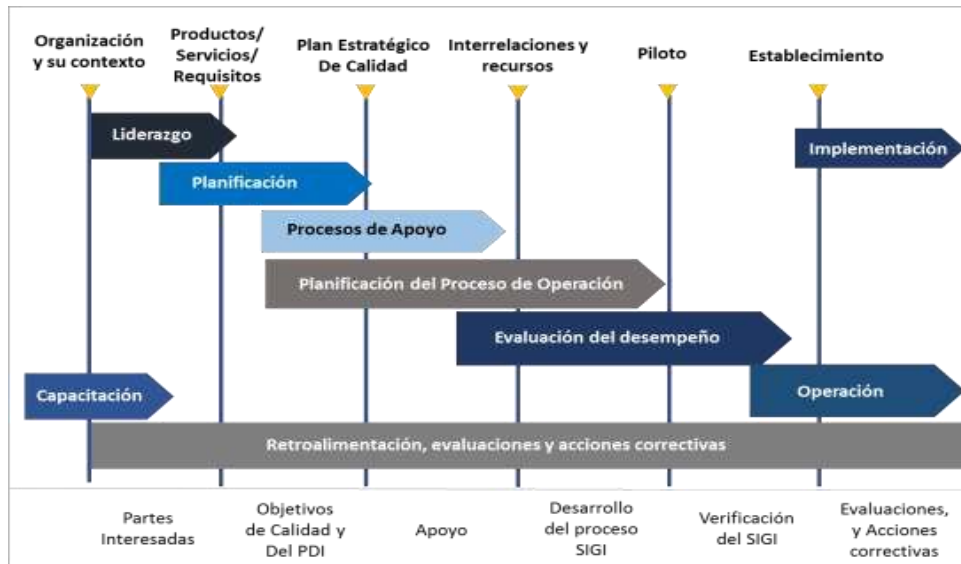 Organización
y su contexto
Productos/
Servicios/
Requisitos
Plan Estratégico
De Calidad
Interrelaciones y
recursos
Piloto
Establecimiento
Liderazgo
Implementación
Planificación
Procesos de Apoyo
Planificación del Proceso de Operación
Evaluación del desempeño
Capacitación
Operación
Retroalimentación, evaluaciones y acciones correctivas
Partes
Interesadas
Objetivos
de Calidad y
Del PDI
Apoyo
Desarrollo
del proceso
SIGI
Verificación
del SIGI
Evaluaciones,
y Acciones
correctivas